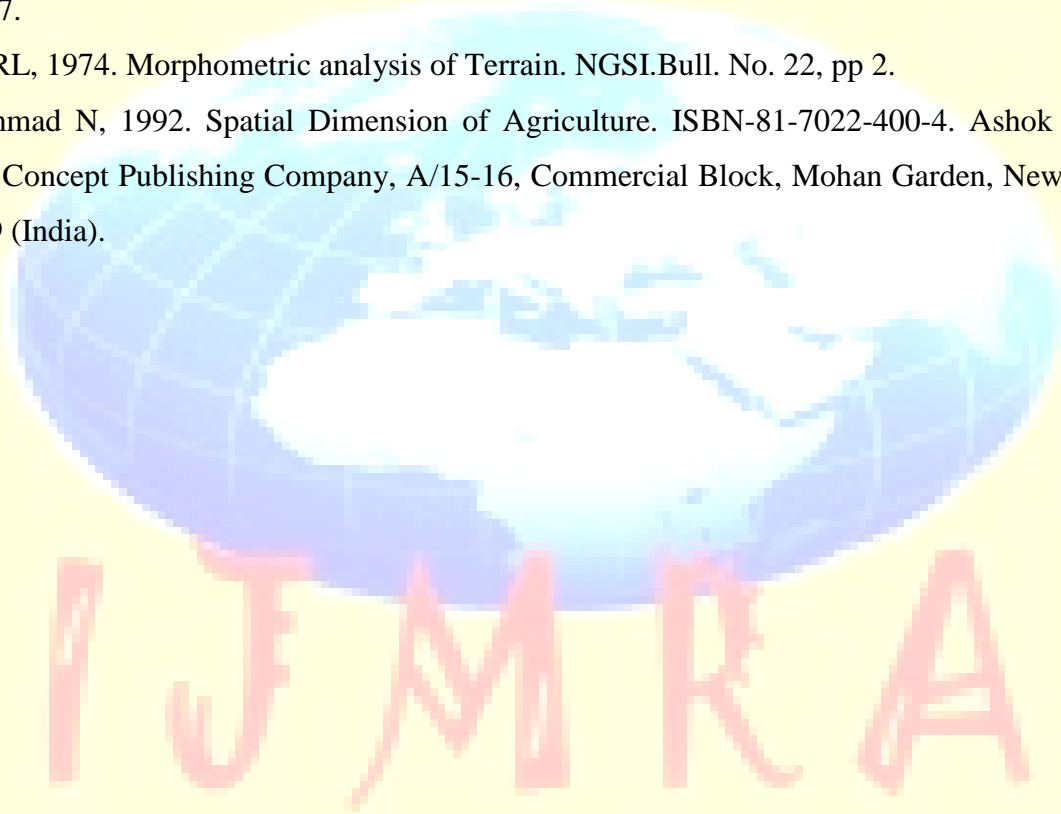 7.
RL, 1974. Morphometric analysis of Terrain. NGSI.Bull. No. 22, pp 2.
mad N, 1992. Spatial Dimension of Agriculture. ISBN-81-7022-400-4. Ashok
Concept Publishing Company, A/15-16, Commercial Block, Mohan Garden, New
(India).
IJMRA